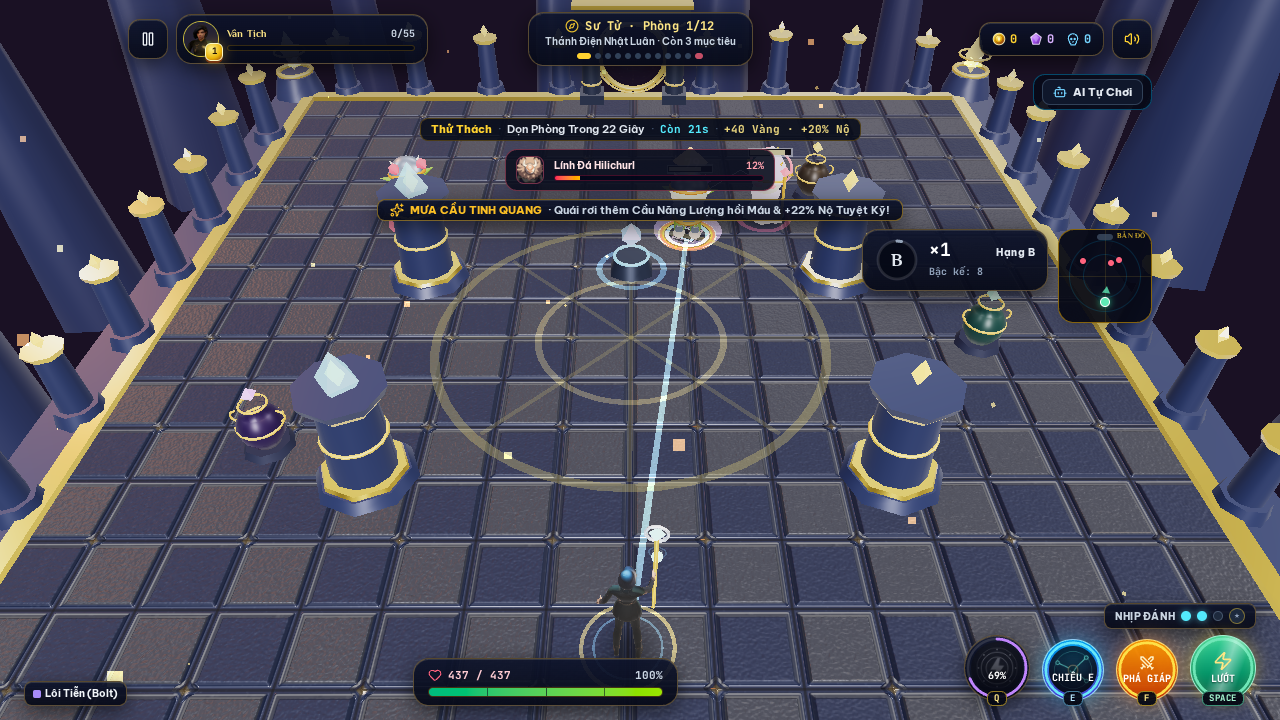 Vân Tịch
0/55
1
Sư Tử · Phòng 1/12
Thánh Điện Nhật Luân · Còn 3 mục tiêu
0 0 0
AI Tự Chơi
Thử Thách · Dọn Phòng Trong 22 Giây · Còn 21s · +40 Vàng · +20% Nộ
Lính Đá Hilichurl
12%
MƯA CẦU TINH QUANG · Quái rơi thêm Cầu Năng Lượng hồi Máu & +22% Nộ Tuyệt Kỹ!
B
×1
Hạng B
Bậc kế: 8
BẢN ĐỒ
NHỊP ĐÁNH
69%
Q
CHIÊU E
E
PHÁ GIÁP
F
LƯỚT
SPACE
437 / 437
100%
Lôi Tiễn (Bolt)